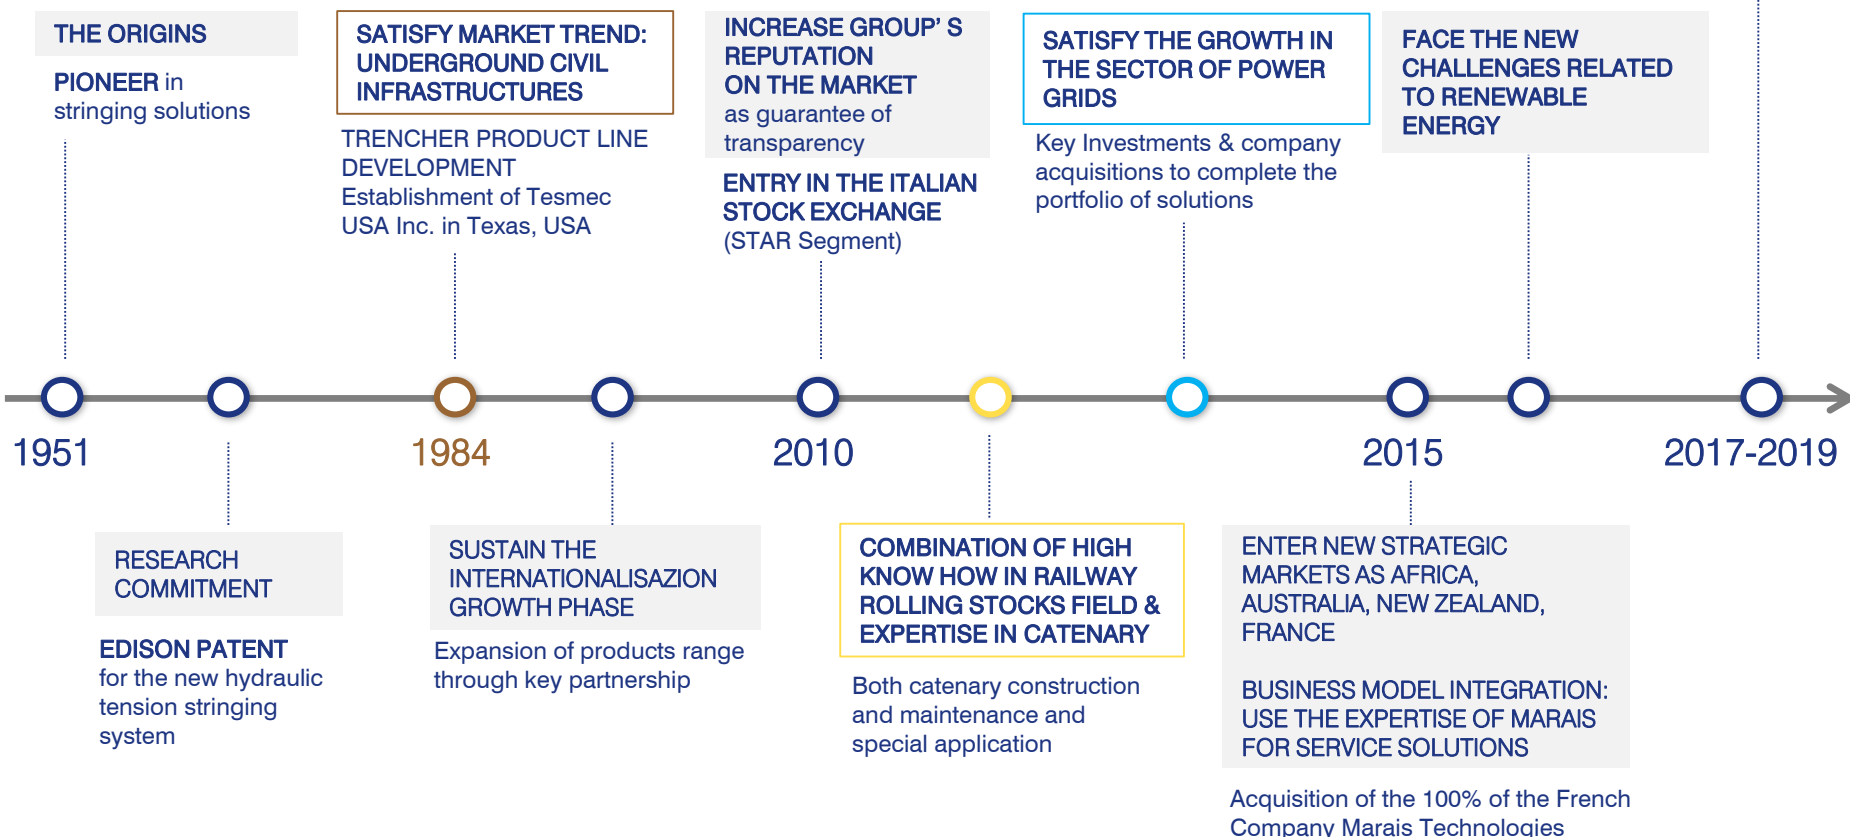 THE ORIGINS
PIONEER in
stringing solutions
SATISFY MARKET TREND:
UNDERGROUND CIVIL
INFRASTRUCTURES
TRENCHER PRODUCT LINE
DEVELOPMENT
Establishment of Tesmec
USA Inc. in Texas, USA
INCREASE GROUP' S
REPUTATION
ON THE MARKET
as guarantee of
transparency
ENTRY IN THE ITALIAN
STOCK EXCHANGE
(STAR Segment)
SATISFY THE GROWTH IN
THE SECTOR OF POWER
GRIDS
Key Investments & company
acquisitions to complete the
portfolio of solutions
FACE THE NEW
CHALLENGES RELATED
TO RENEWABLE
ENERGY
1951
1984
2010
2015
2017-2019
RESEARCH
COMMITMENT
EDISON PATENT
for the new hydraulic
tension stringing
system
SUSTAIN THE
INTERNATIONALISAZION
GROWTH PHASE
Expansion of products range
through key partnership
COMBINATION OF HIGH
KNOW HOW IN RAILWAY
ROLLING STOCKS FIELD &
EXPERTISE IN CATENARY
Both catenary construction
and maintenance and
special application
ENTER NEW STRATEGIC
MARKETS AS AFRICA,
AUSTRALIA, NEW ZEALAND,
FRANCE
BUSINESS MODEL INTEGRATION:
USE THE EXPERTISE OF MARAIS
FOR SERVICE SOLUTIONS
Acquisition of the 100% of the French
Company Marais Technologies